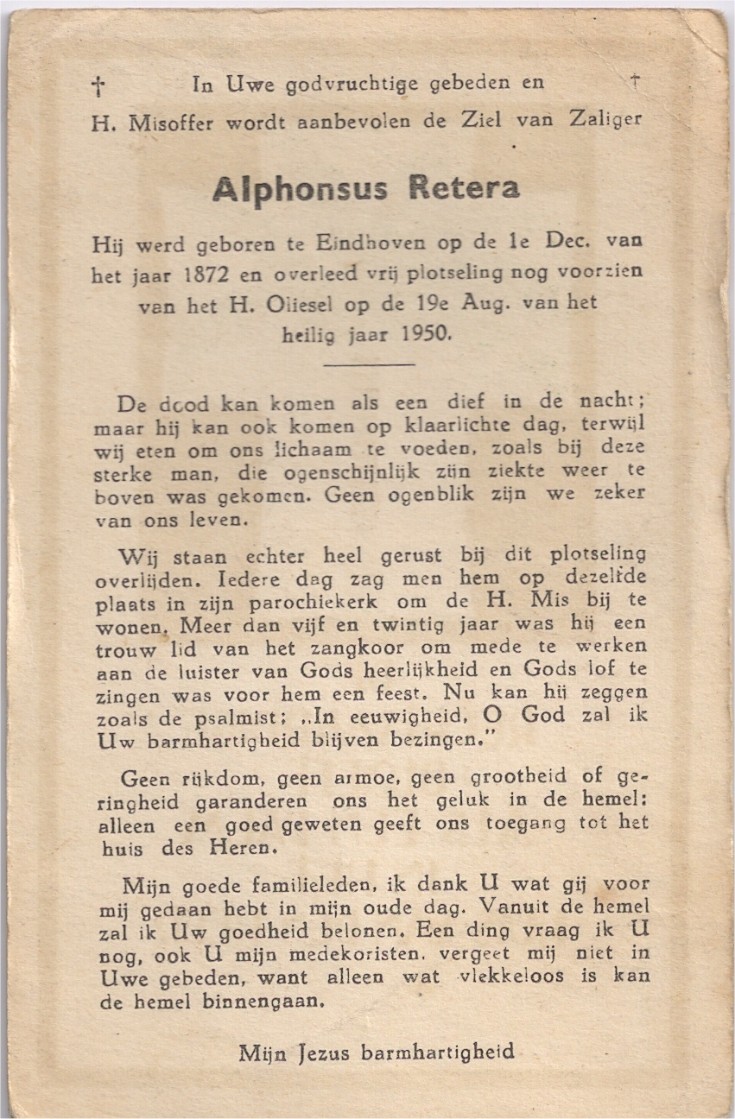 † In Uwe godvruchtige gebeden en †
H. Misoffer wordt aanbevolen de Ziel van Zaliger
Alphonsus Retera
Hij werd geboren te Eindhoven op de 1e Dec. van
het jaar 1872 en overleed vrij plotseling nog voorzien
van het H. Oliesel op de 19e Aug. van het
heilig jaar 1950.
De dood kan komen als een dief in de nacht;
maar hij kan ook komen op klaarlichte dag, terwijl
wij eten om ons lichaam te voeden, zoals bij deze
sterke man, die ogenschijnlijk zijn ziekte weer te
boven was gekomen. Geen ogenblik zijn we zeker
van ons leven.
Wij staan echter heel gerust bij dit plotseling
overlijden. Iedere dag zag men hem op dezelfde
plaats in zijn parochiekerk om de H. Mis bij te
wonen. Meer dan vijf en twintig jaar was hij een
trouw lid van het zangkoor om mede te werken
aan de luister van Gods heerlijkheid en Gods lof te
zingen was voor hem een feest. Nu kan hij zeggen
zoals de psalmist; „In eeuwigheid, O God zal ik
Uw barmhartigheid blijven bezingen.”
Geen rijkdom, geen armoe, geen grootheid of ge-
ringheid garanderen ons het geluk in de hemel:
alleen een goed geweten geeft ons toegang tot het
huis des Heren.
Mijn goede familieleden, ik dank U wat gij voor
mij gedaan hebt in mijn oude dag. Vanuit de hemel
zal ik Uw goedheid belonen. Een ding vraag ik U
nog, ook U mijn medekoristen, vergeet mij niet in
Uwe gebeden, want alleen wat vlekkeloos is kan
de hemel binnengaan.
Mijn Jezus barmhartigheid